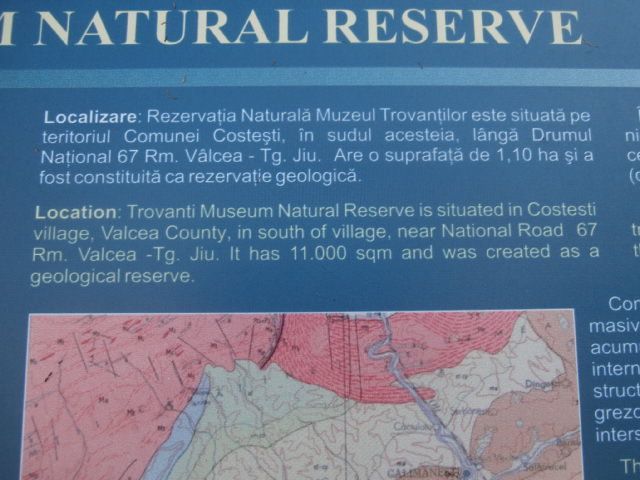 M NATURAL RESERVE
Localizare: Rezervația Naturală Muzeul Trovanților este situată pe
teritoriul Comunei Costești, în sudul acesteia, lângă Drumul
Național 67 Rm. Vâlcea - Tg. Jiu. Are o suprafață de 1,10 ha și a
fost constituită ca rezervație geologică.
Location: Trovanti Museum Natural Reserve is situated in Costesti
village, Valcea County, in south of village, near National Road 67
Rm. Valcea -Tg. Jiu. It has 11.000 sqm and was created as a
geological reserve.
Com
masiv
acumu
intern
struct
grezo
inters
Th
CALIMANE